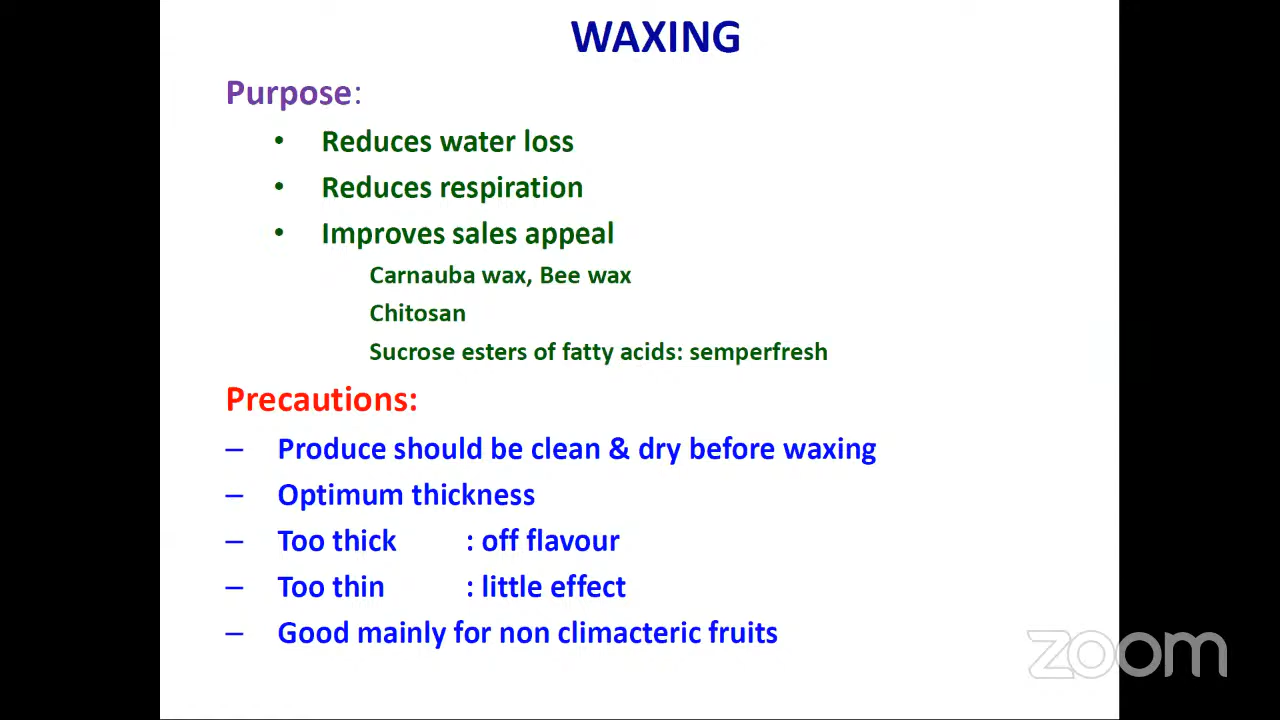 WAXING
Purpose:
• Reduces water loss
• Reduces respiration
• Improves sales appeal
Carnauba wax, Bee wax
Chitosan
Sucrose esters of fatty acids: semperfresh
Precautions:
– Produce should be clean & dry before waxing
– Optimum thickness
– Too thick : off flavour
– Too thin : little effect
– Good mainly for non climacteric fruits
zoom